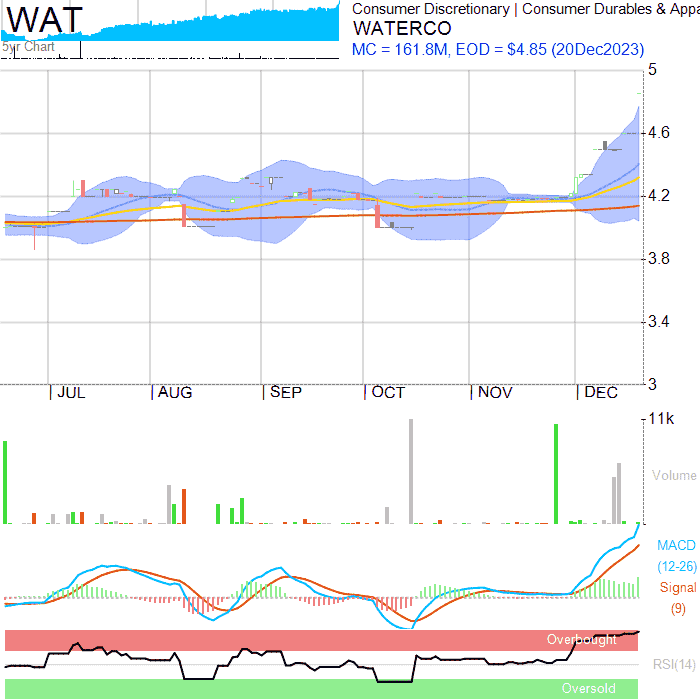 WAT
5yr Chart
Consumer Discretionary | Consumer Durables & Appa
WATERCO
MC = 161.8M, EOD = $4.85 (20Dec2023)
5
4.6
4.2
3.8
3.4
3
JUL AUG SEP OCT NOV DEC
11k
Volume
MACD
(12-26)
Signal
(9)
Overbought
RSI(14)
Oversold